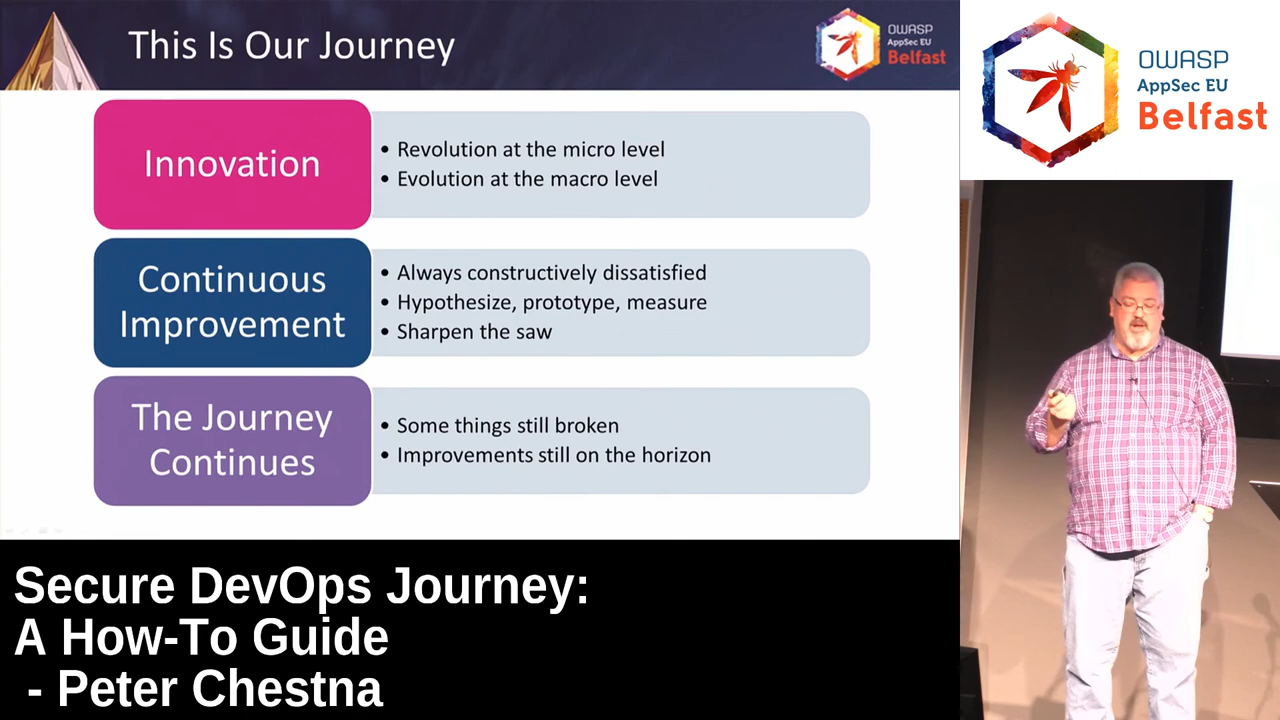 This Is Our Journey
OWASP
AppSec EU
Belfast
Innovation
• Revolution at the micro level
• Evolution at the macro level
Continuous
Improvement
• Always constructively dissatisfied
• Hypothesize, prototype, measure
• Sharpen the saw
The Journey
Continues
• Some things still broken
• Improvements still on the horizon
OWASP
AppSec EU
Belfast
Secure DevOps Journey:
A How-To Guide
- Peter Chestna